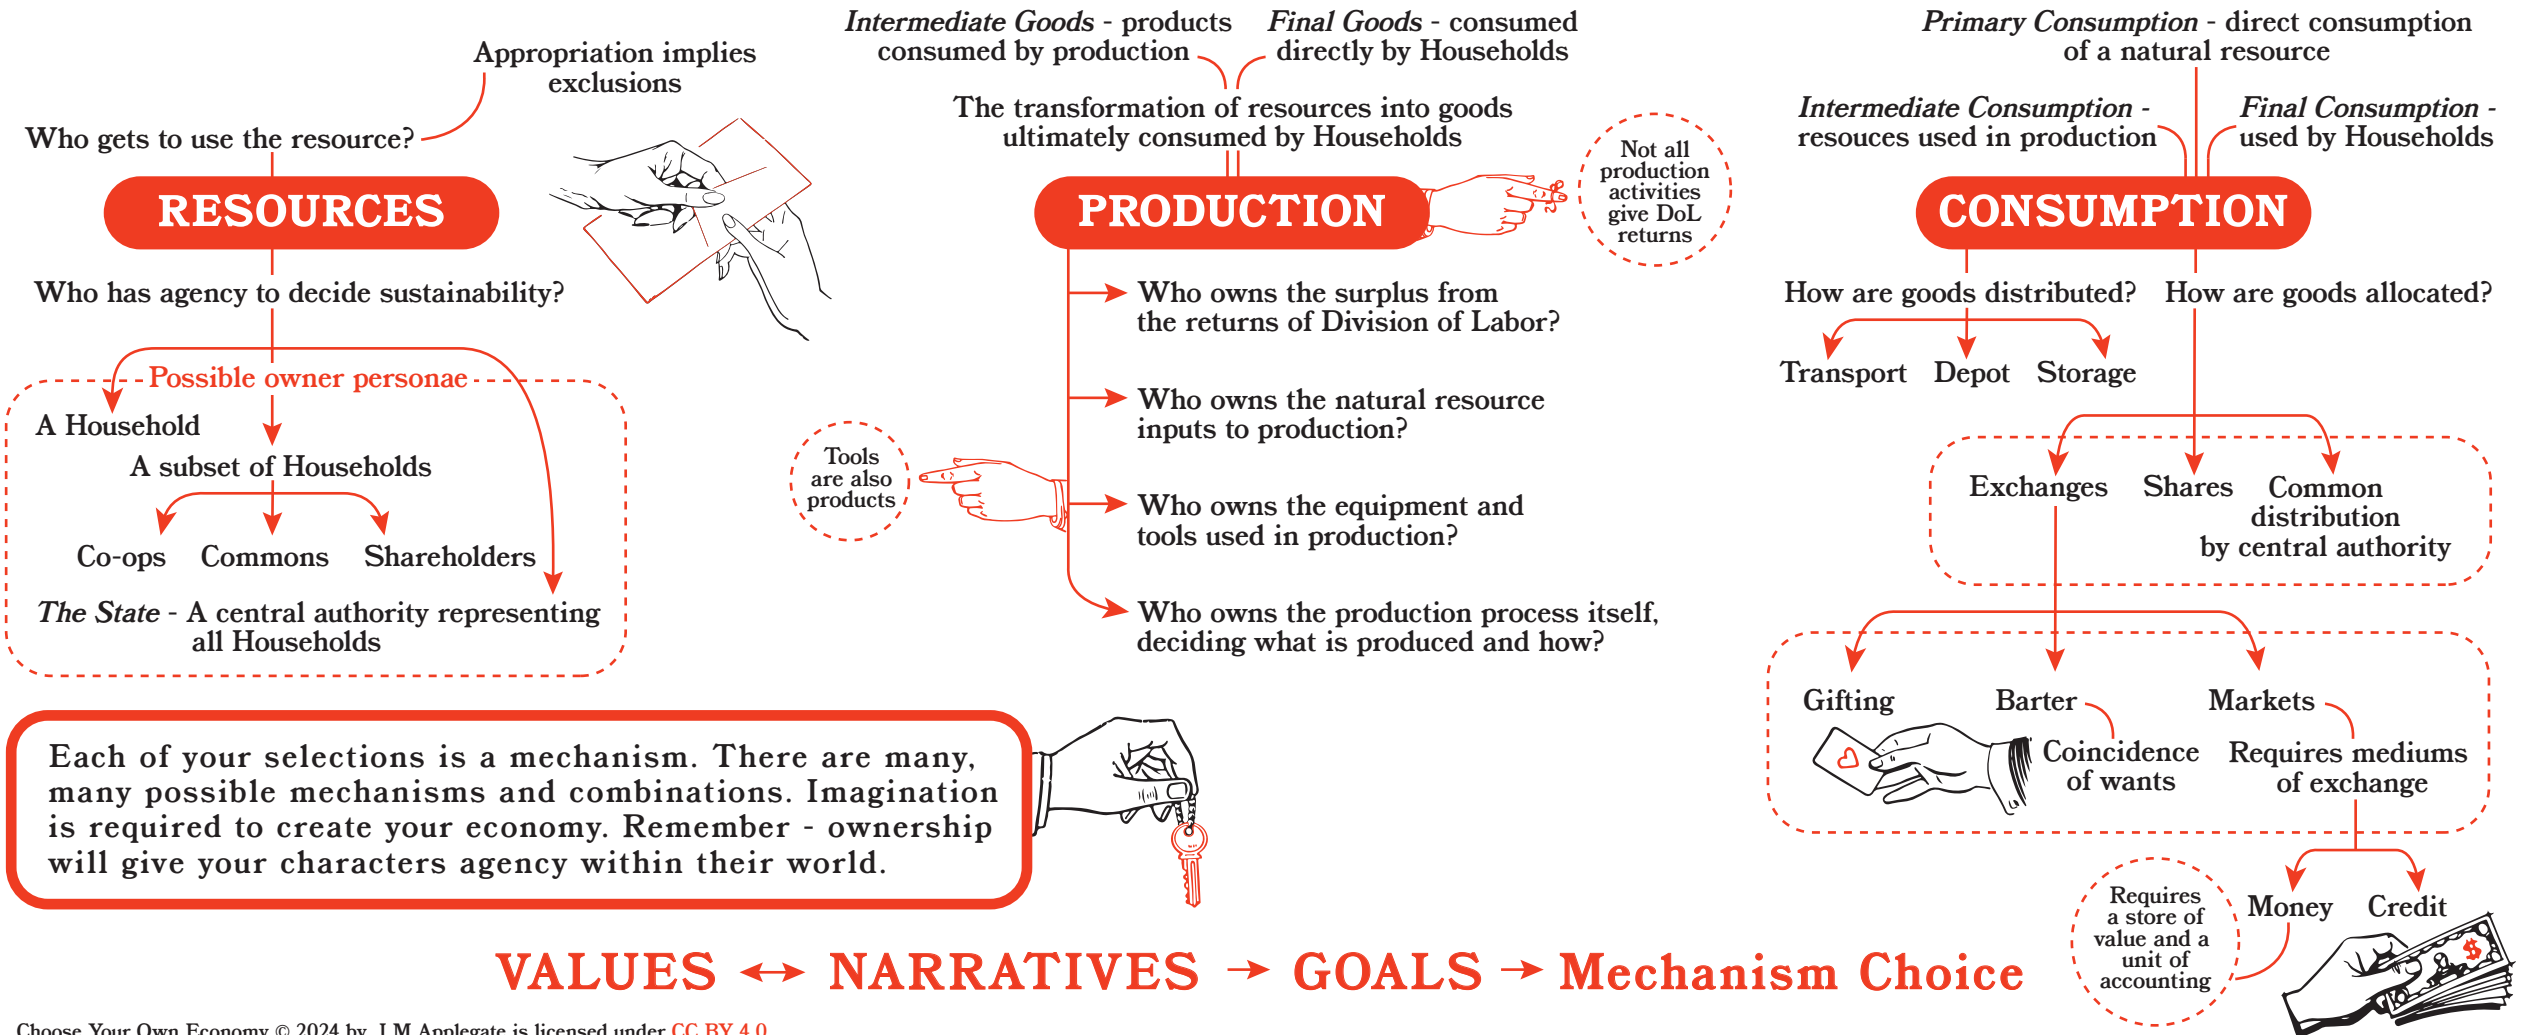 Appropriation implies
exclusions
Who gets to use the resource?
RESOURCES
Who has agency to decide sustainability?
Possible owner personae
A Household
A subset of Households
Co-ops
Commons
Shareholders
The State - A central authority representing
all Households
Intermediate Goods - products
consumed by production
Final Goods - consumed
directly by Households
The transformation of resources into goods
ultimately consumed by Households
PRODUCTION
Not all
production
activities
give DoL
returns
Who owns the surplus from
the returns of Division of Labor?
Who owns the natural resource
inputs to production?
Tools
are also
products
Who owns the equipment and
tools used in production?
Who owns the production process itself,
deciding what is produced and how?
Primary Consumption - direct consumption
of a natural resource
Intermediate Consumption -
resouces used in production
Final Consumption -
used by Households
CONSUMPTION
How are goods distributed?
How are goods allocated?
Transport
Depot
Storage
Exchanges
Shares
Common
distribution
by central authority
Gifting
Barter
Markets
Coincidence
of wants
Requires mediums
of exchange
Money
Credit
Requires
a store of
value and a
unit of
accounting
$
Each of your selections is a mechanism. There are many,
many possible mechanisms and combinations. Imagination
is required to create your economy. Remember - ownership
will give your characters agency within their world.
VALUES ↔ NARRATIVES → GOALS → Mechanism Choice
Choose Your Own Economy © 2024 by J M Applegate is licensed under CC BY 4.0